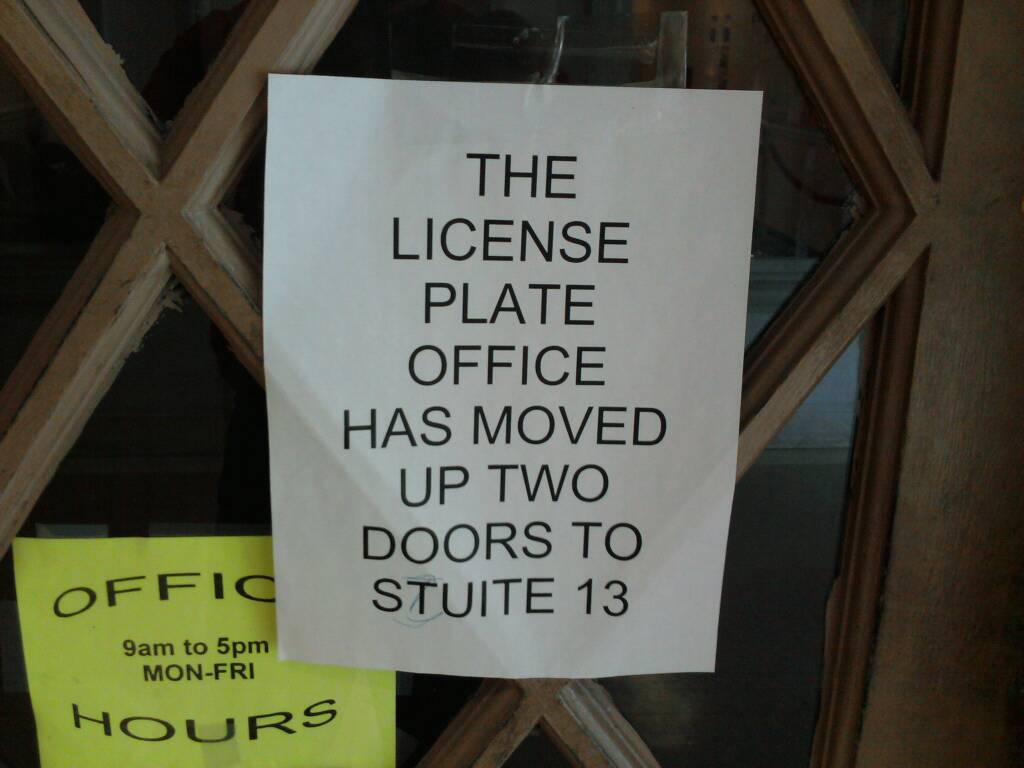 THE
LICENSE
PLATE
OFFICE
HAS MOVED
UP TWO
DOORS TO
STUITE 13
OFFIC
9am to 5pm
MON-FRI
HOURS